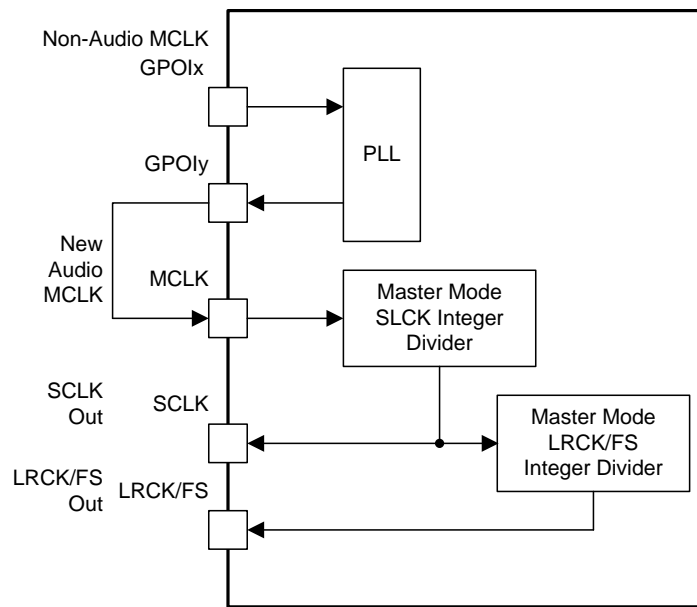 Non-Audio MCLK
GPOIx
PLL
GPOIy
New
Audio
MCLK
MCLK
Master Mode
SLCK Integer
Divider
SCLK
Out
SCLK
Master Mode
LRCK/FS
Integer Divider
LRCK/FS
Out
LRCK/FS